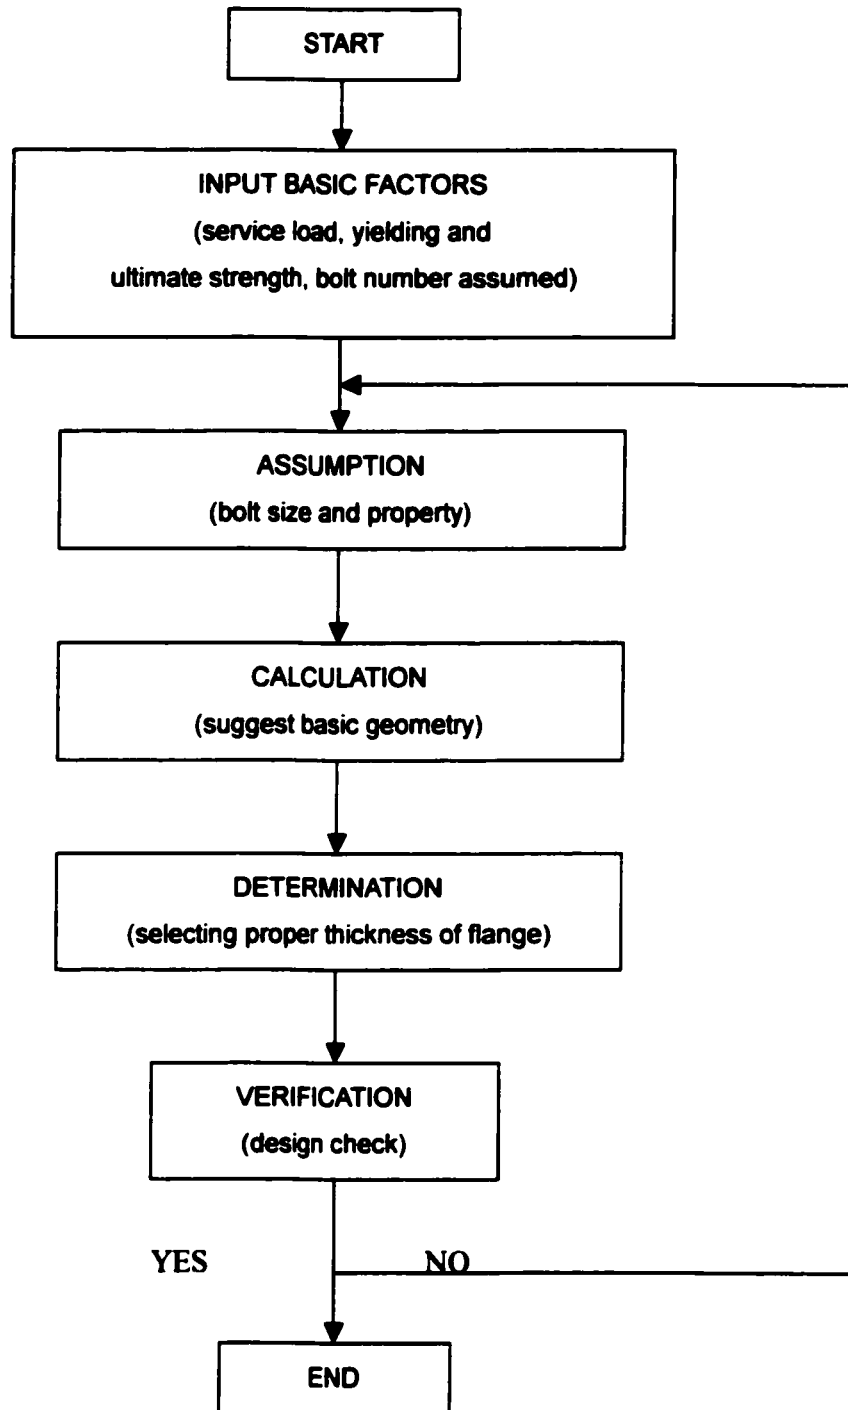 START
INPUT BASIC FACTORS
(service load, yielding and
ultimate strength, bolt number assumed)
ASSUMPTION
(bolt size and property)
CALCULATION
(suggest basic geometry)
DETERMINATION
(selecting proper thickness of flange)
VERIFICATION
(design check)
YES NO
END